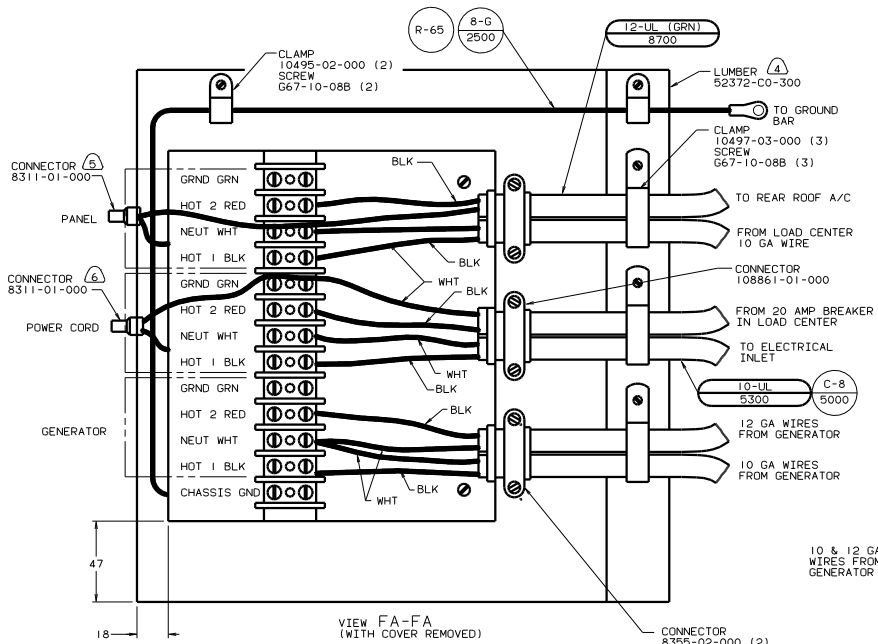 R-65
8-G
2500
12-UL (GRN)
8700
CLAMP
10495-02-000 (2)
SCREW
G67-10-08B (2)
LUMBER 4
52372-C0-300
TO GROUND
BAR
CLAMP
10497-03-000 (3)
SCREW
G67-10-08B (3)
CONNECTOR 5
8311-01-000
PANEL
GRND GRN
HOT 2 RED
NEUT WHT
HOT 1 BLK
BLK
BLK
WHT
TO REAR ROOF A/C
FROM LOAD CENTER
10 GA WIRE
CONNECTOR
108861-01-000
CONNECTOR 6
8311-01-000
POWER CORD
GRND GRN
HOT 2 RED
NEUT WHT
HOT 1 BLK
BLK
WHT
BLK
FROM 20 AMP BREAKER
IN LOAD CENTER
TO ELECTRICAL
INLET
10-UL
5300
C-8
5000
GENERATOR
GRND GRN
HOT 2 RED
NEUT WHT
HOT 1 BLK
CHASSIS GND
BLK
BLK
WHT
12 GA WIRES
FROM GENERATOR
10 GA WIRES
FROM GENERATOR
47
18
VIEW FA-FA
(WITH COVER REMOVED)
10 & 12 GA
WIRES FROM
GENERATOR
CONNECTOR
8355-02-000 (2)